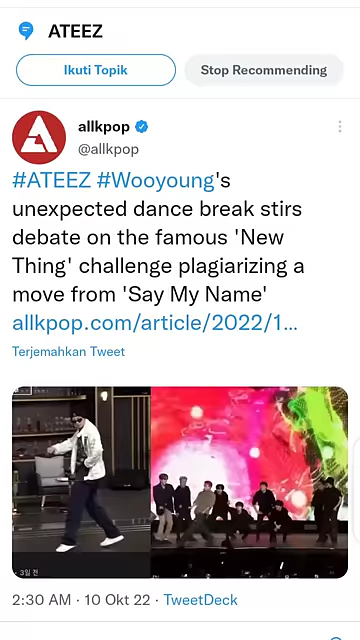 ATEEZ
Ikuti Topik
Stop Recommending
allkpop
@allkpop
#ATEEZ #Wooyoung's
unexpected dance break stirs
debate on the famous 'New
Thing' challenge plagiarizing a
move from 'Say My Name'
allkpop.com/article/2022/1...
Terjemahkan Tweet
3일 전
2:30 AM · 10 Okt 22 · TweetDeck